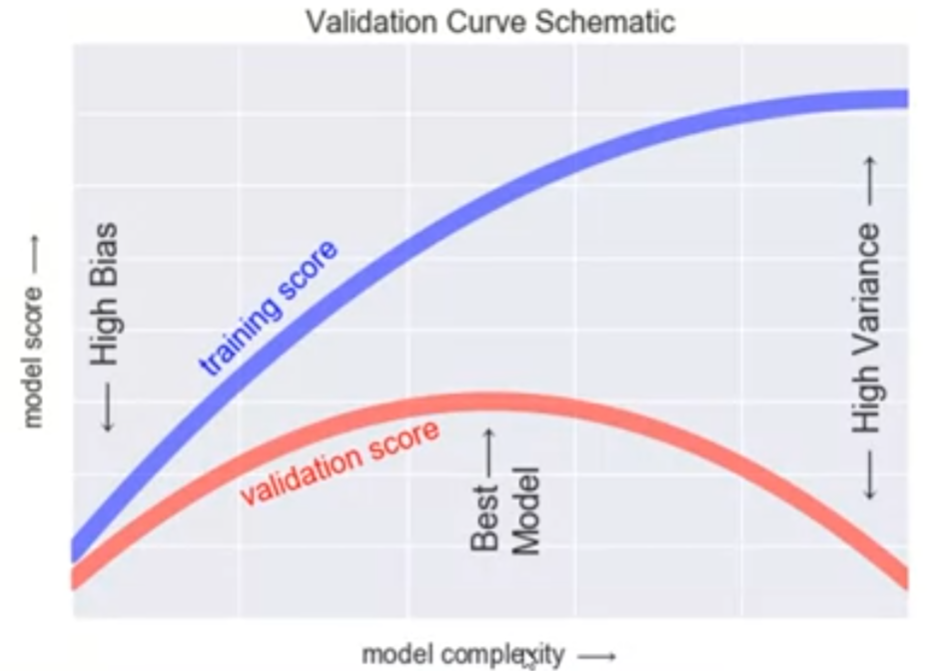 Validation Curve Schematic
model score →
← High Bias
training score
validation score
Best →
Model
← High Variance →
model complexity →